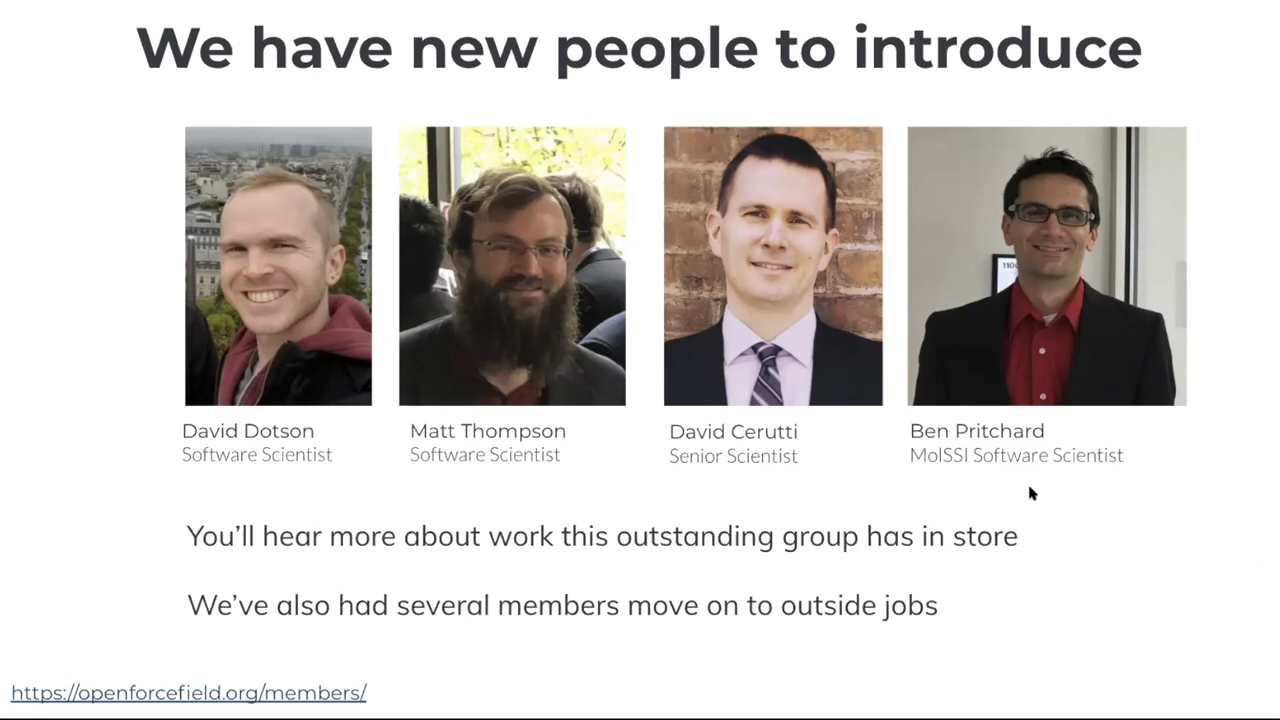 We have new people to introduce
1100
David Dotson
Software Scientist
Matt Thompson
Software Scientist
David Cerutti
Senior Scientist
Ben Pritchard
MolSSI Software Scientist
You'll hear more about work this outstanding group has in store
We've also had several members move on to outside jobs
https://openforcefield.org/members/